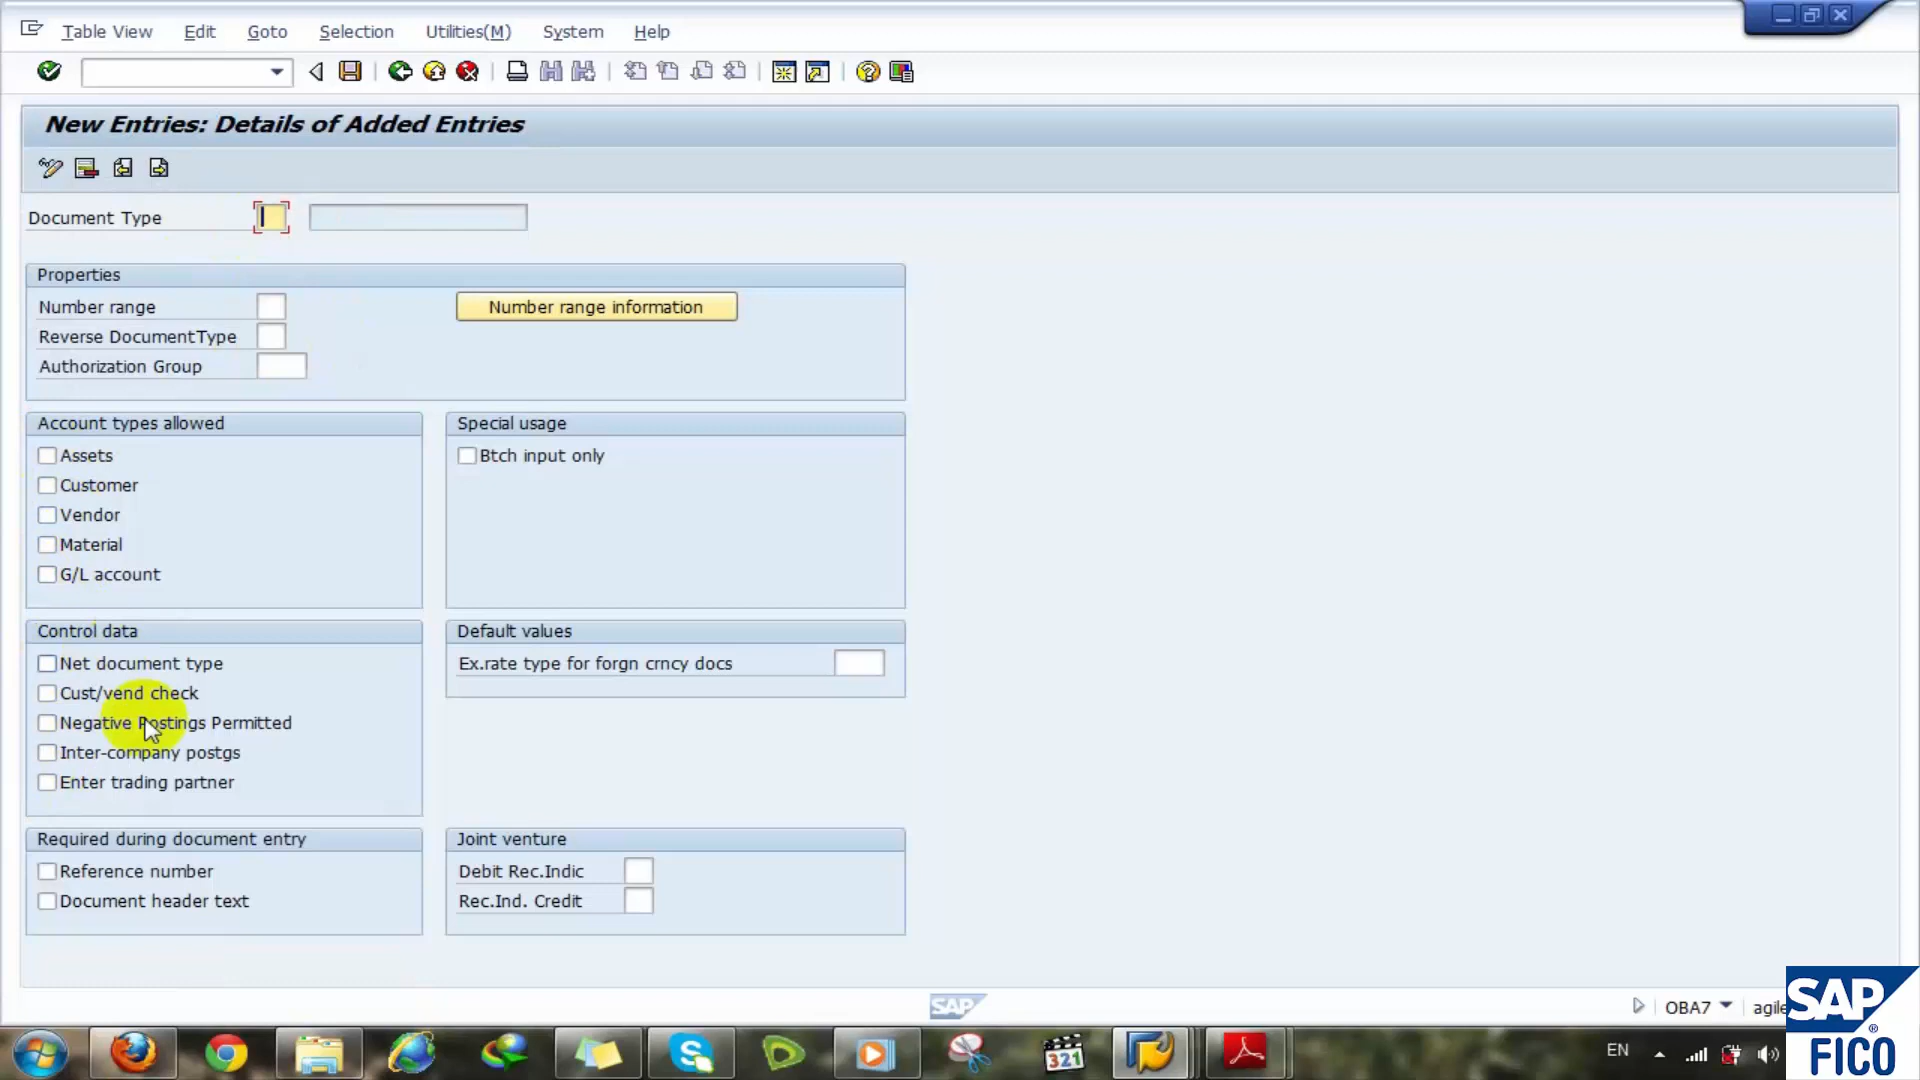 Table View Edit Goto Selection Utilities(M) System Help
New Entries: Details of Added Entries
Document Type
Properties
Number range Number range information
Reverse DocumentType
Authorization Group
Account types allowed Special usage
Assets Btch input only
Customer
Vendor
Material
G/L account
Control data Default values
Net document type Ex.rate type for forgn crncy docs
Cust/vend check
Negative Postings Permitted
Inter-company postgs
Enter trading partner
Required during document entry Joint venture
Reference number Debit Rec.Indic
Document header text Rec.Ind. Credit
SAP OBA7 agile
SAP ®
FICO
321 EN